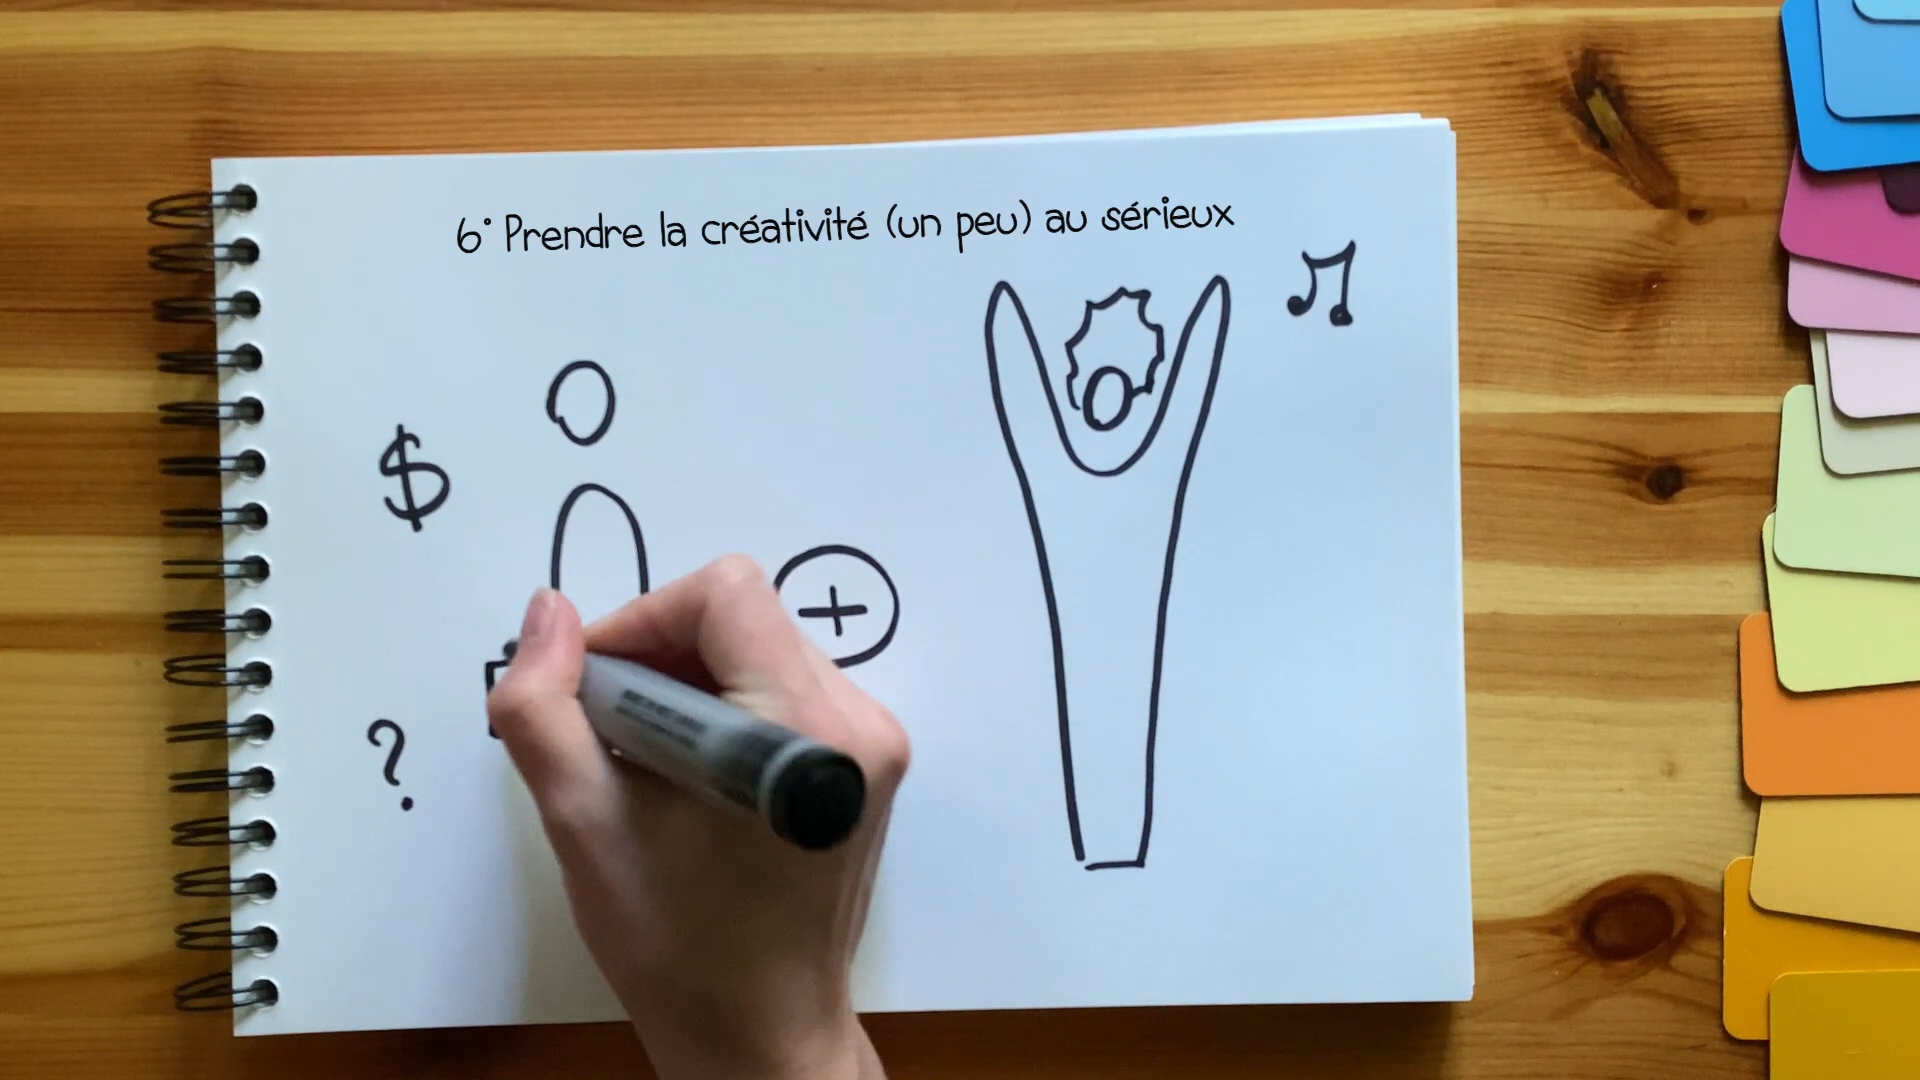 6° Prendre la créativité (un peu) au sérieux
$
+
?